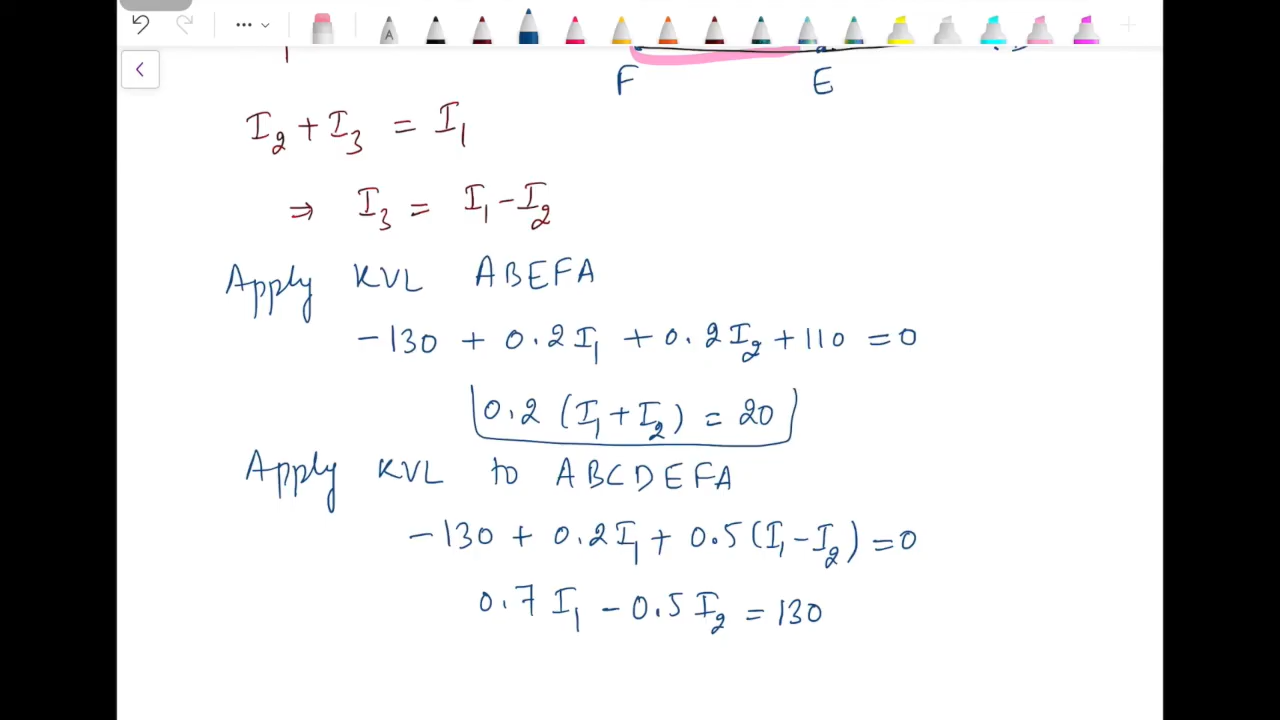 F E
I₂ + I₃ = I₁
⇒ I₃ = I₁ - I₂
Apply KVL ABEFA
-130 + 0.2I₁ + 0.2I₂ + 110 = 0
0.2 (I₁ + I₂) = 20
Apply KVL to ABCDEFA
-130 + 0.2I₁ + 0.5(I₁ - I₂) = 0
0.7 I₁ - 0.5 I₂ = 130